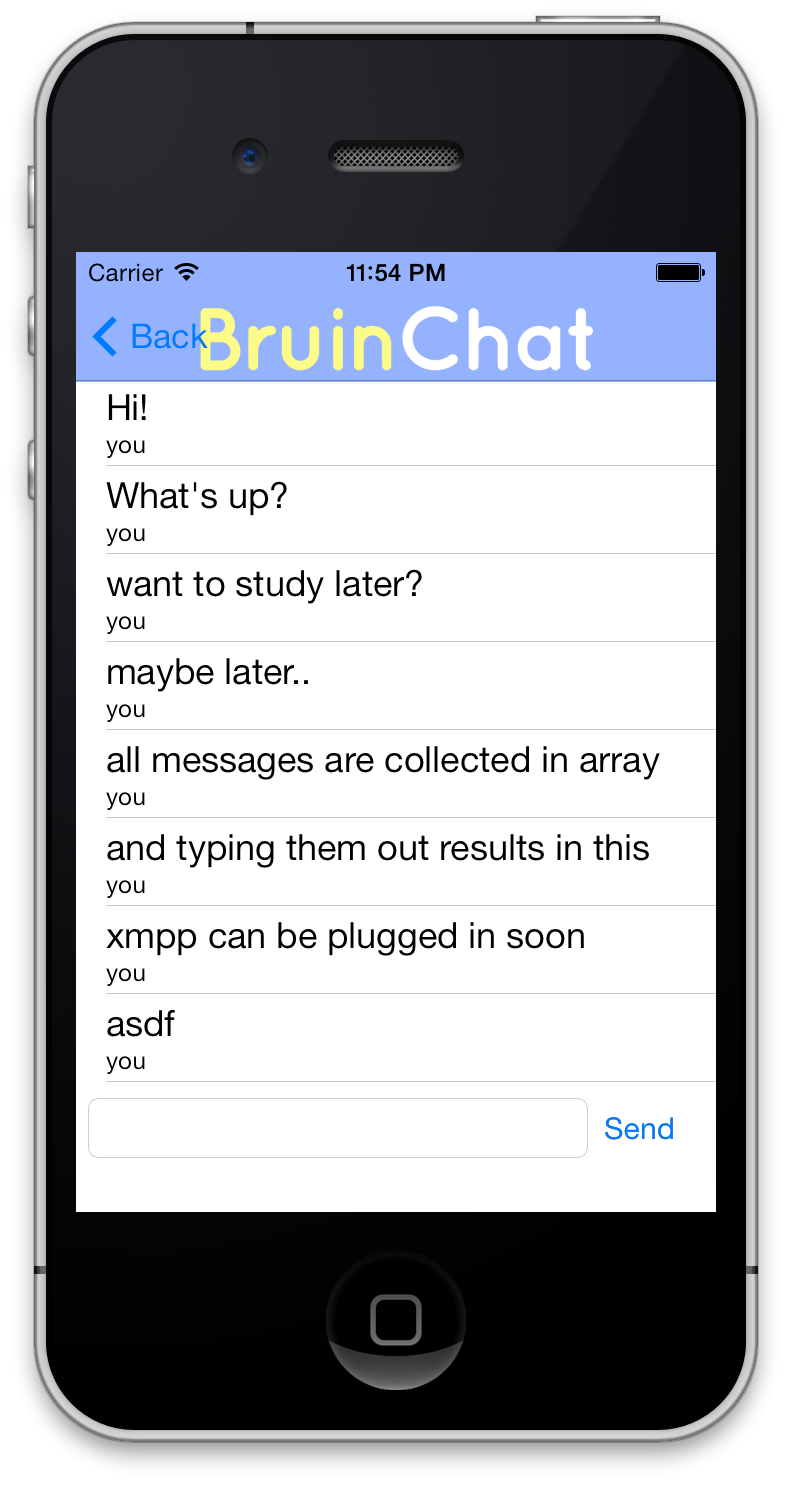 Carrier 11:54 PM
Back BruinChat
Hi!
you
What's up?
you
want to study later?
you
maybe later..
you
all messages are collected in array
you
and typing them out results in this
you
xmpp can be plugged in soon
you
asdf
you
Send